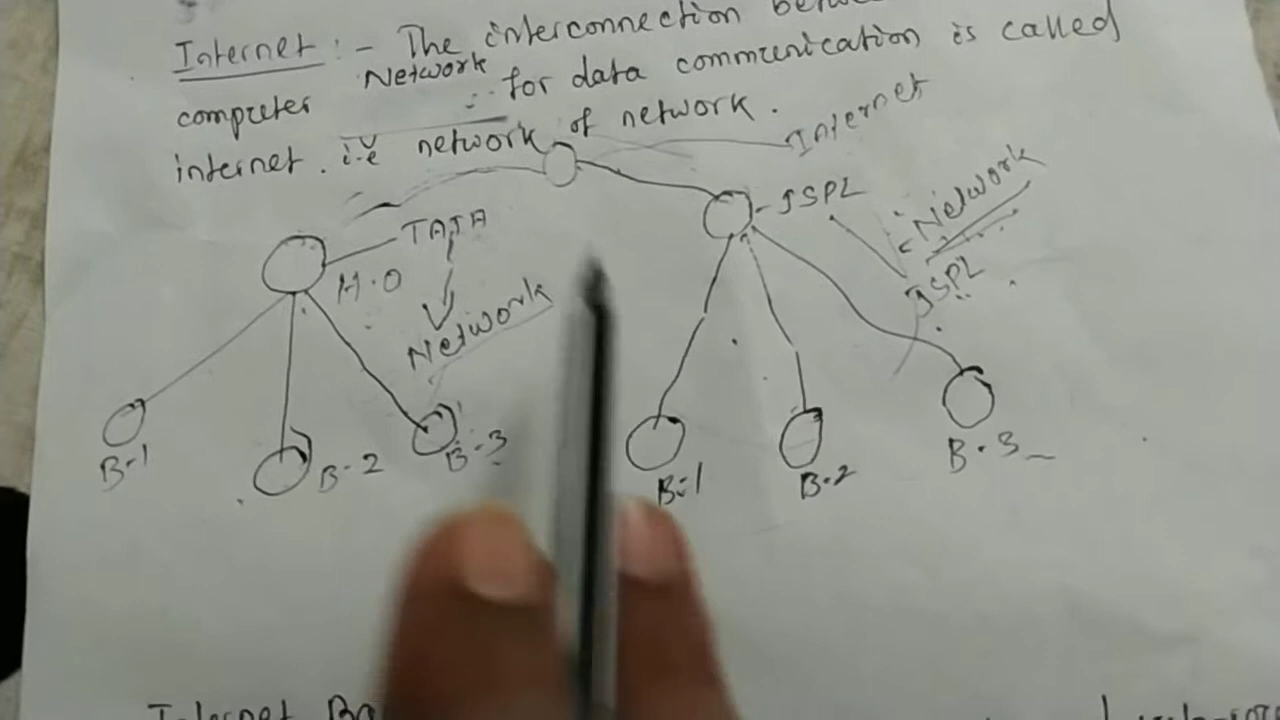 Internet :- The interconnection
computer Network for data communication is called
internet. i.e network of network.
Internet
TATA
H.O
Network
JSPL
Network
JSPL
B-1
B-2
B-3
B-1
B-2
B-3
Internet